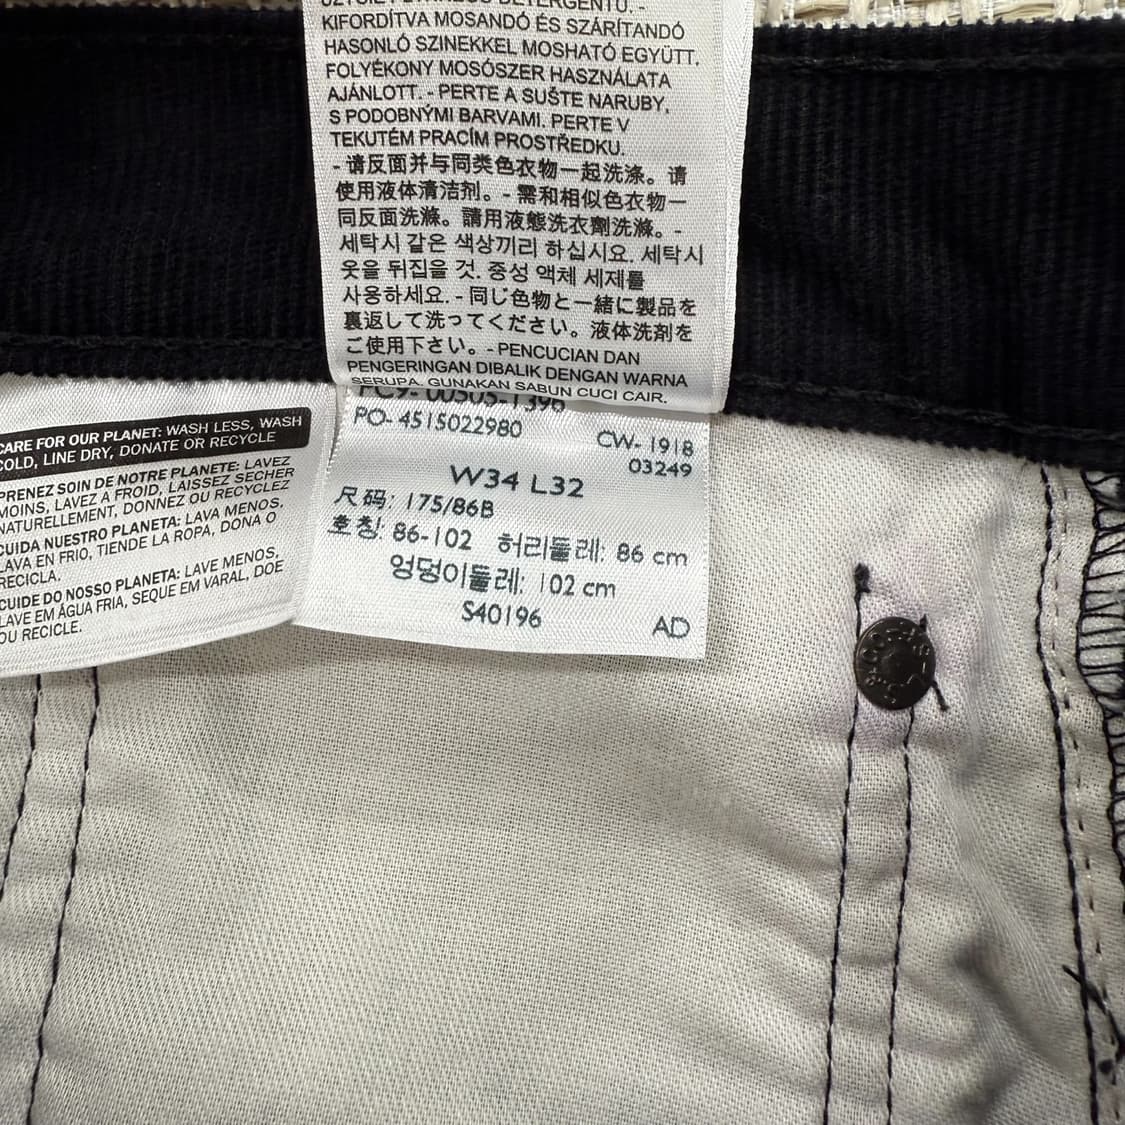 KIFORDÍTVA MOSANDÓ ÉS SZÁRÍTANDÓ
HASONLÓ SZINEKKEL MOSHATÓ EGYÜTT.
FOLYÉKONY MOSÓSZER HASZNÁLATA
AJÁNLOTT. - PERTE A SUŠTE NARUBY,
S PODOBNÝMI BARVAMI. PERTE V
TEKUTÉM PRACÍM PROSTŘEDKU.
- 请反面并与同类色衣物一起洗涤。请
使用液体清洁剂。- 需和相似色衣物一
同反面洗滌。請用液態洗衣劑洗滌。-
세탁시 같은 색상끼리 하십시요. 세탁시
옷을 뒤집을 것. 중성 액체 세제를
사용하세요. - 同じ色物と一緒に製品を
裏返して洗ってください。液体洗剤を
ご使用下さい。- PENCUCIAN DAN
PENGERINGAN DIBALIK DENGAN WARNA
SERUPA. GUNAKAN SABUN CUCI CAIR.
PC9- 00505-1396
PO- 4515022980
CW- 1918
03249
W34 L32
尺码: 175/86B
호칭: 86-102 허리둘레: 86 cm
엉덩이둘레: 102 cm
S40196
AD
CARE FOR OUR PLANET: WASH LESS, WASH
COLD, LINE DRY, DONATE OR RECYCLE
PRENEZ SOIN DE NOTRE PLANETE: LAVEZ
MOINS, LAVEZ A FROID, LAISSEZ SECHER
NATURELLEMENT, DONNEZ OU RECYCLEZ
CUIDA NUESTRO PLANETA: LAVA MENOS,
LAVA EN FRIO, TIENDE LA ROPA, DONA O
RECICLA.
CUIDE DO NOSSO PLANETA: LAVE MENOS,
LAVE EM ÁGUA FRIA, SEQUE EM VARAL, DOE
OU RECICLE.